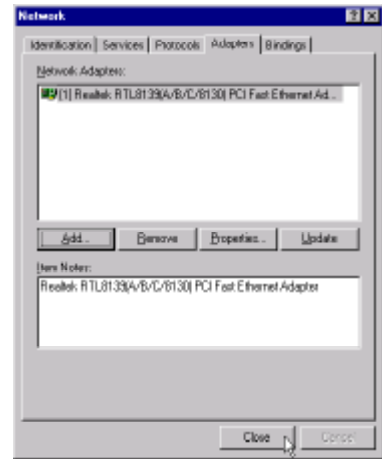 Network
Identification Services Protocols Adapters Bindings
Network Adapters:
[1] Realtek RTL8139(A/B/C/8130) PCI Fast Ethernet Ad...
Add... Remove Properties... Update
Item Notes:
Realtek RTL8139(A/B/C/8130) PCI Fast Ethernet Adapter
Close Cancel